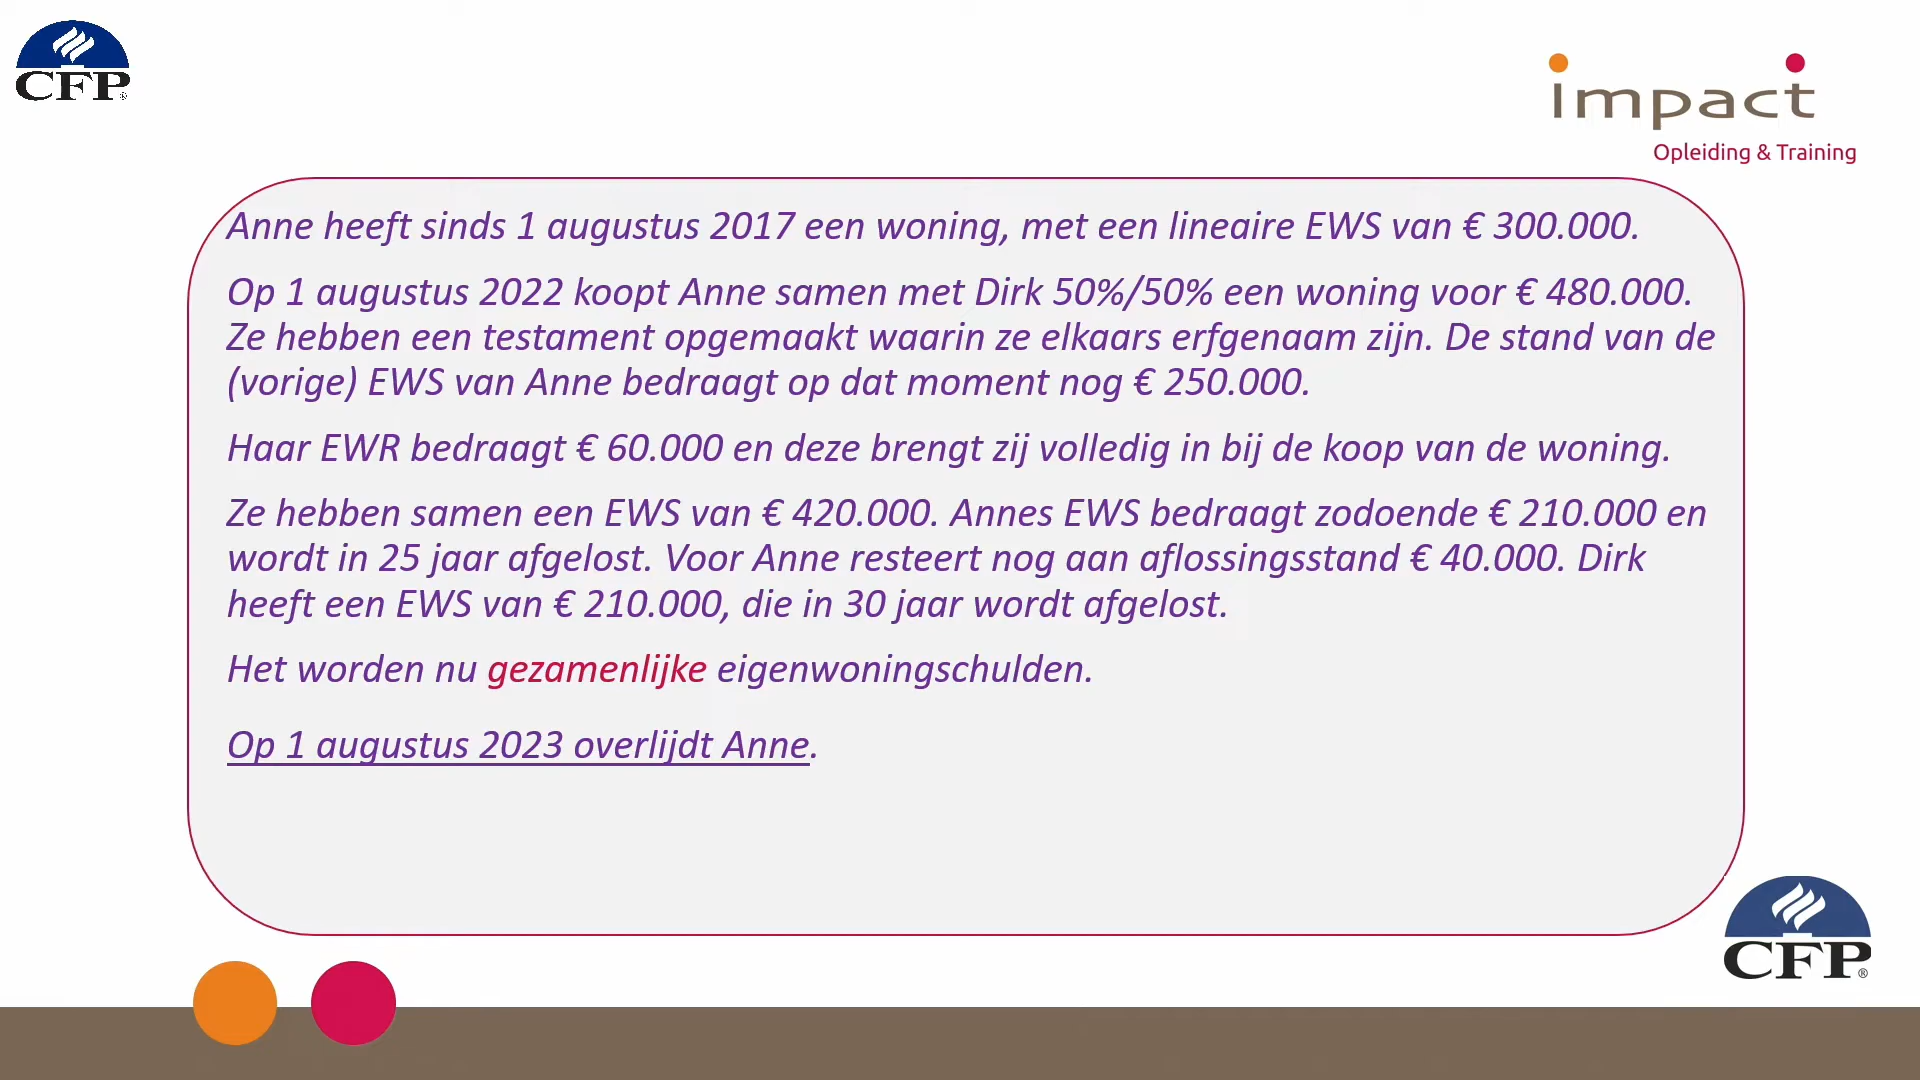 CFP®
impact
Opleiding & Training
Anne heeft sinds 1 augustus 2017 een woning, met een lineaire EWS van € 300.000.
Op 1 augustus 2022 koopt Anne samen met Dirk 50%/50% een woning voor € 480.000.
Ze hebben een testament opgemaakt waarin ze elkaars erfgenaam zijn. De stand van de
(vorige) EWS van Anne bedraagt op dat moment nog € 250.000.
Haar EWR bedraagt € 60.000 en deze brengt zij volledig in bij de koop van de woning.
Ze hebben samen een EWS van € 420.000. Annes EWS bedraagt zodoende € 210.000 en
wordt in 25 jaar afgelost. Voor Anne resteert nog aan aflossingsstand € 40.000. Dirk
heeft een EWS van € 210.000, die in 30 jaar wordt afgelost.
Het worden nu gezamenlijke eigenwoningschulden.
Op 1 augustus 2023 overlijdt Anne.
CFP®